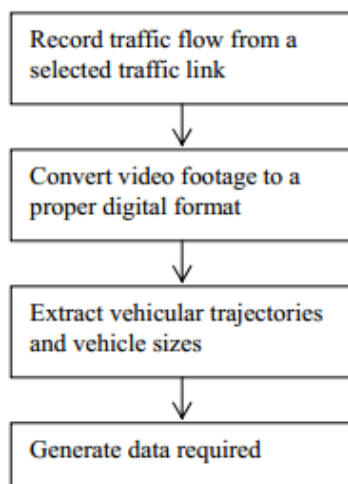 Record traffic flow from a
selected traffic link
Convert video footage to a
proper digital format
Extract vehicular trajectories
and vehicle sizes
Generate data required